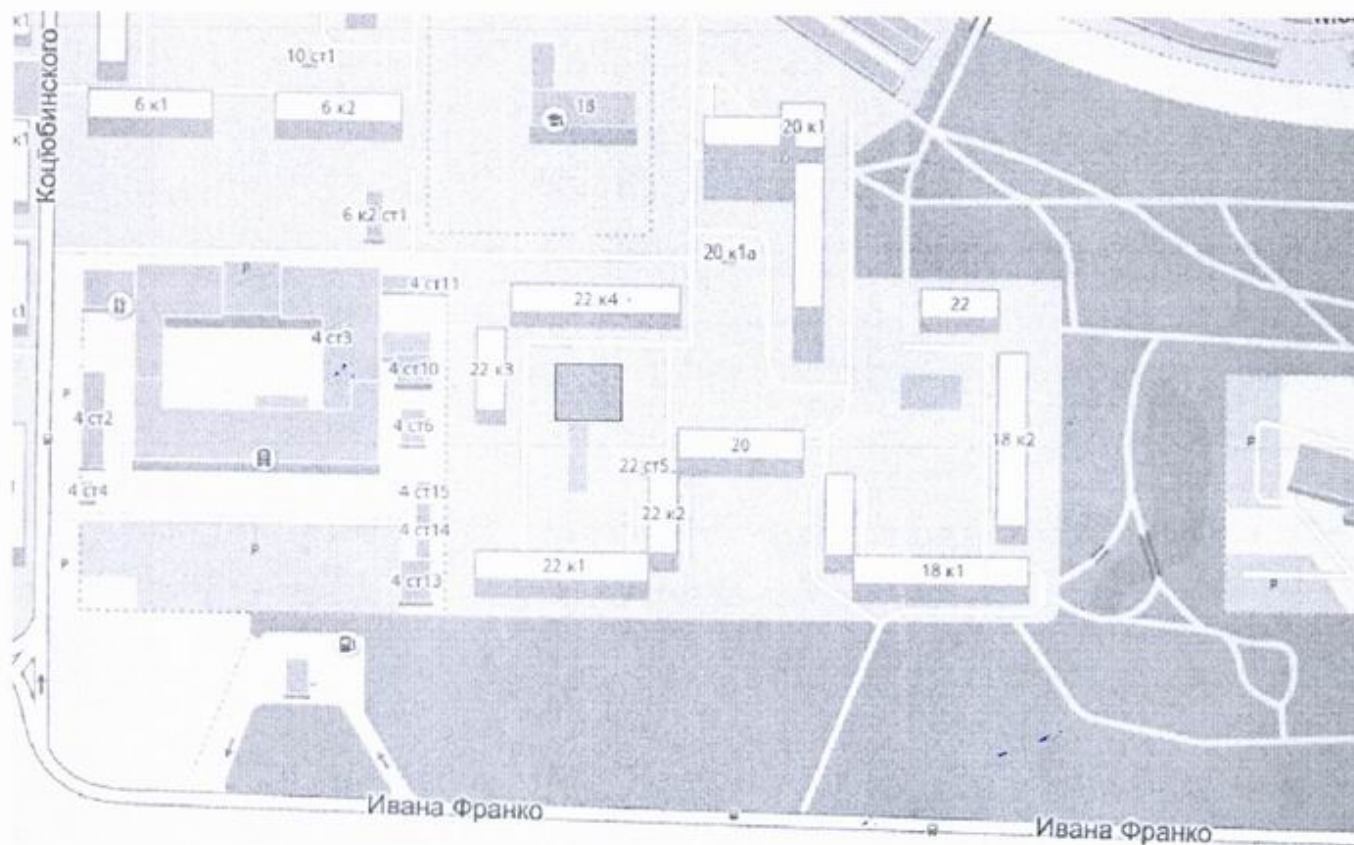 Коцюбинского
10 ст1
6 к1
6 к2
18
20 к1
6 к2 ст1
20 к1а
P
4 ст11
22 к4
22
4 ст3
22 к3
4 ст10
P
4 ст2
4 ст6
20
18 к2
P
22 ст5
4 ст4
4 ст15
22 к2
4 ст14
P
P
22 к1
18 к1
4 ст13
P
Ивана Франко
Ивана Франко